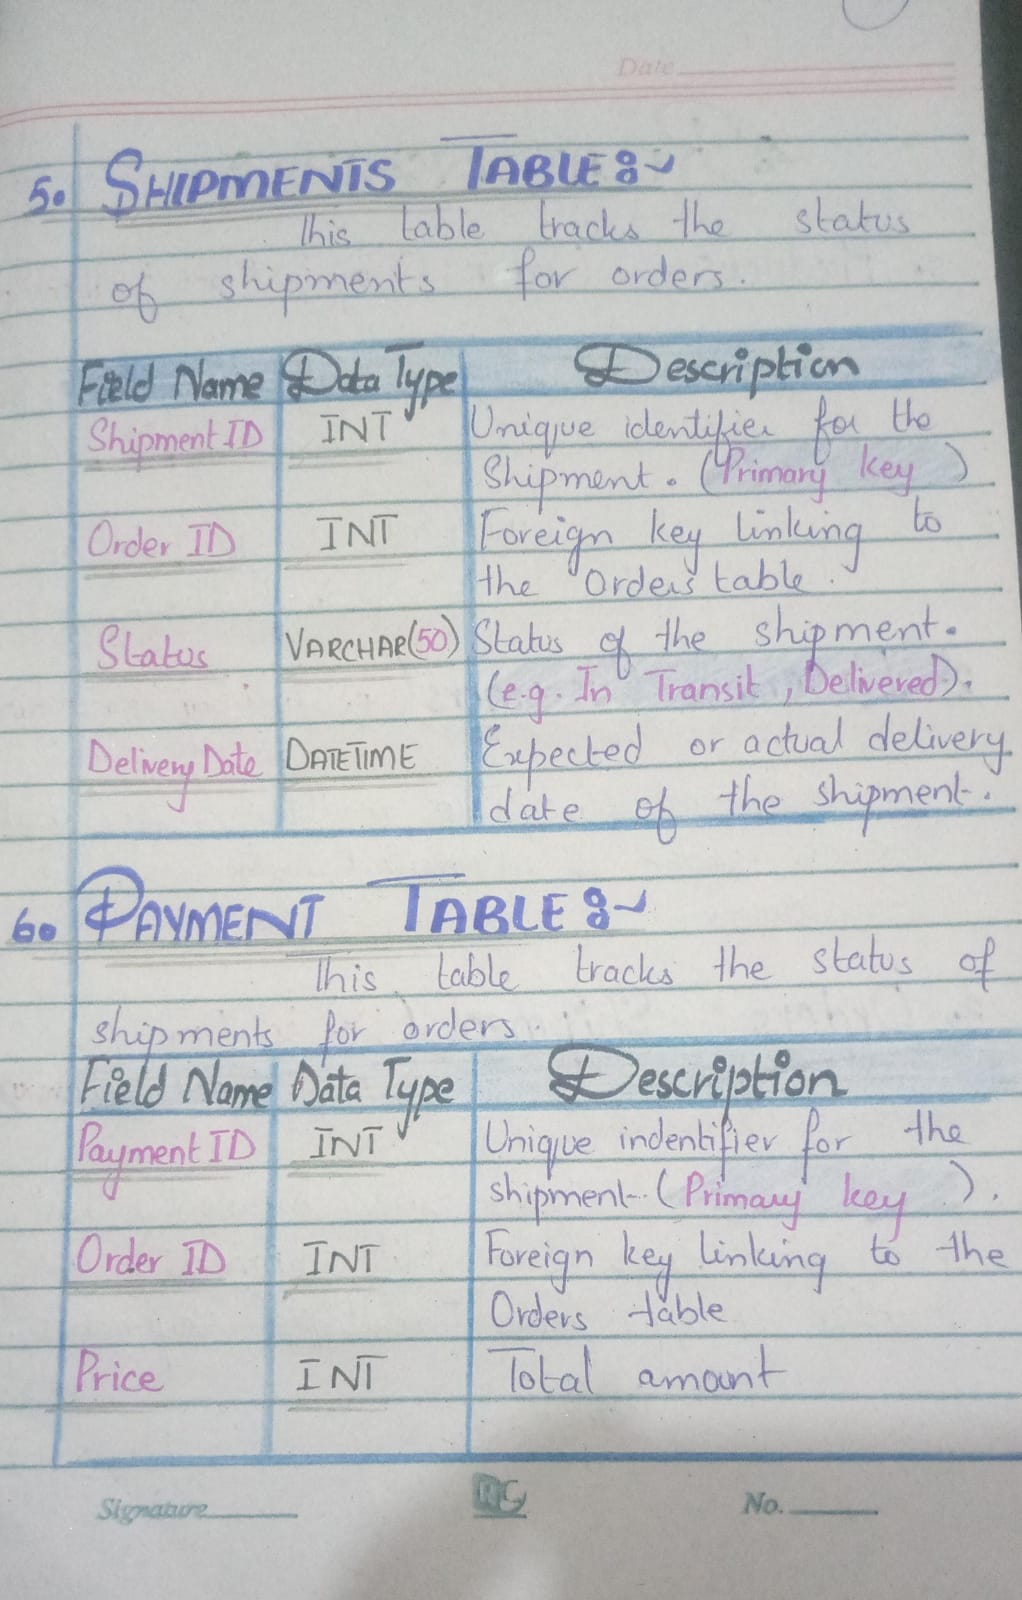 Date
5. SHIPMENTS TABLE :~
This table tracks the status
of shipments for orders.
Field Name Data Type Description
Shipment ID INT Unique identifier for the
Shipment. (Primary key)
Order ID INT Foreign key linking to
the Orders table.
Status VARCHAR(50) Status of the shipment.
(e.g. In Transit, Delivered).
Delivery Date DATETIME Expected or actual delivery
date of the shipment.
6. PAYMENT TABLE :~
This table tracks the status of
shipments for orders.
Field Name Data Type Description
Payment ID INT Unique indentifier for the
shipment. (Primary key).
Order ID INT Foreign key linking to the
Orders table
Price INT Total amount
Signature RG No.